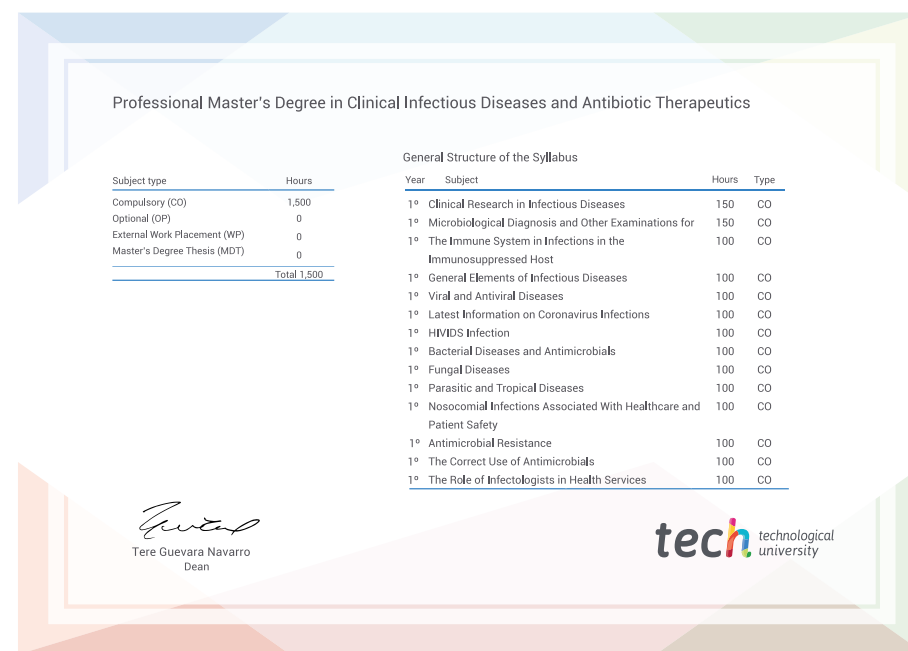 Professional Master's Degree in Clinical Infectious Diseases and Antibiotic Therapeutics
General Structure of the Syllabus
Subject type Hours
Compulsory (CO) 1,500
Optional (OP) 0
External Work Placement (WP) 0
Master's Degree Thesis (MDT) 0
Total 1,500
Year Subject Hours Type
1º Clinical Research in Infectious Diseases 150 CO
1º Microbiological Diagnosis and Other Examinations for 150 CO
1º The Immune System in Infections in the 100 CO
Immunosuppressed Host
1º General Elements of Infectious Diseases 100 CO
1º Viral and Antiviral Diseases 100 CO
1º Latest Information on Coronavirus Infections 100 CO
1º HIVIDS Infection 100 CO
1º Bacterial Diseases and Antimicrobials 100 CO
1º Fungal Diseases 100 CO
1º Parasitic and Tropical Diseases 100 CO
1º Nosocomial Infections Associated With Healthcare and 100 CO
Patient Safety
1º Antimicrobial Resistance 100 CO
1º The Correct Use of Antimicrobials 100 CO
1º The Role of Infectologists in Health Services 100 CO
Tere Guevara Navarro
Dean
tech technological
university